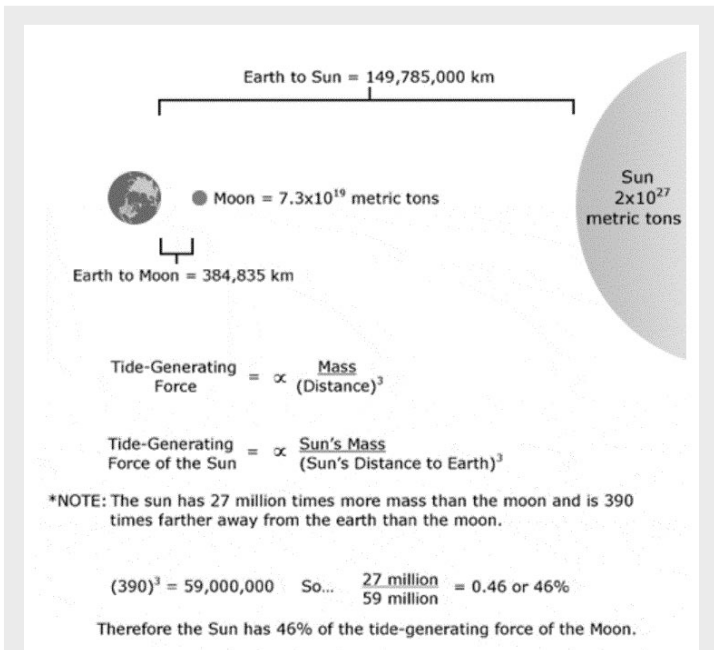 Earth to Sun = 149,785,000 km
Sun
2x10²⁷
metric tons
Moon = 7.3x10¹⁹ metric tons
Earth to Moon = 384,835 km
Tide-Generating Force = ∝ Mass / (Distance)³
Tide-Generating Force of the Sun = ∝ Sun's Mass / (Sun's Distance to Earth)³
*NOTE: The sun has 27 million times more mass than the moon and is 390
times farther away from the earth than the moon.
(390)³ = 59,000,000 So... 27 million / 59 million = 0.46 or 46%
Therefore the Sun has 46% of the tide-generating force of the Moon.